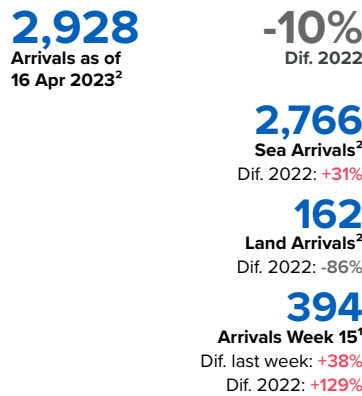 2,928
Arrivals as of
16 Apr 2023²
-10%
Dif. 2022
2,766
Sea Arrivals²
Dif. 2022: +31%
162
Land Arrivals²
Dif. 2022: -86%
394
Arrivals Week 15¹
Dif. last week: +38%
Dif. 2022: +129%